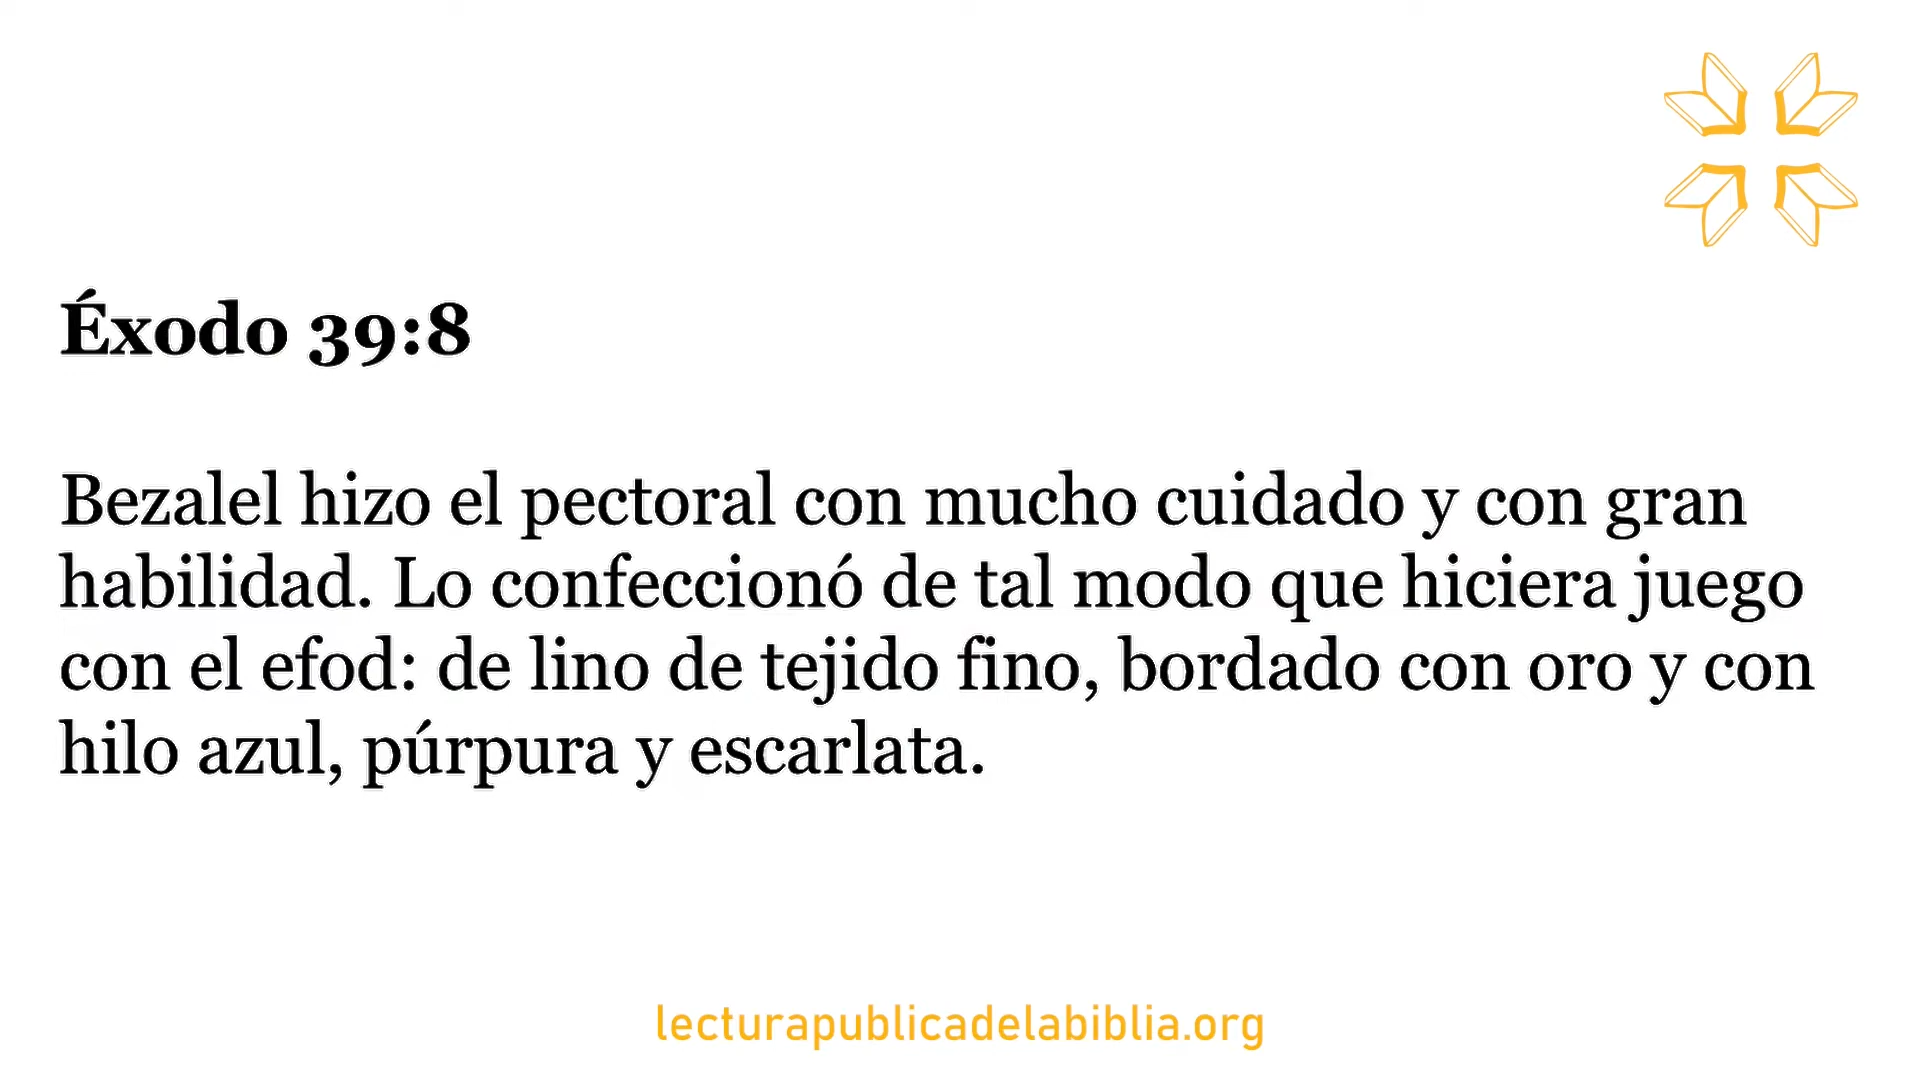 Éxodo 39:8
Bezalel hizo el pectoral con mucho cuidado y con gran
habilidad. Lo confeccionó de tal modo que hiciera juego
con el efod: de lino de tejido fino, bordado con oro y con
hilo azul, púrpura y escarlata.
lecturapublicadelabiblia.org